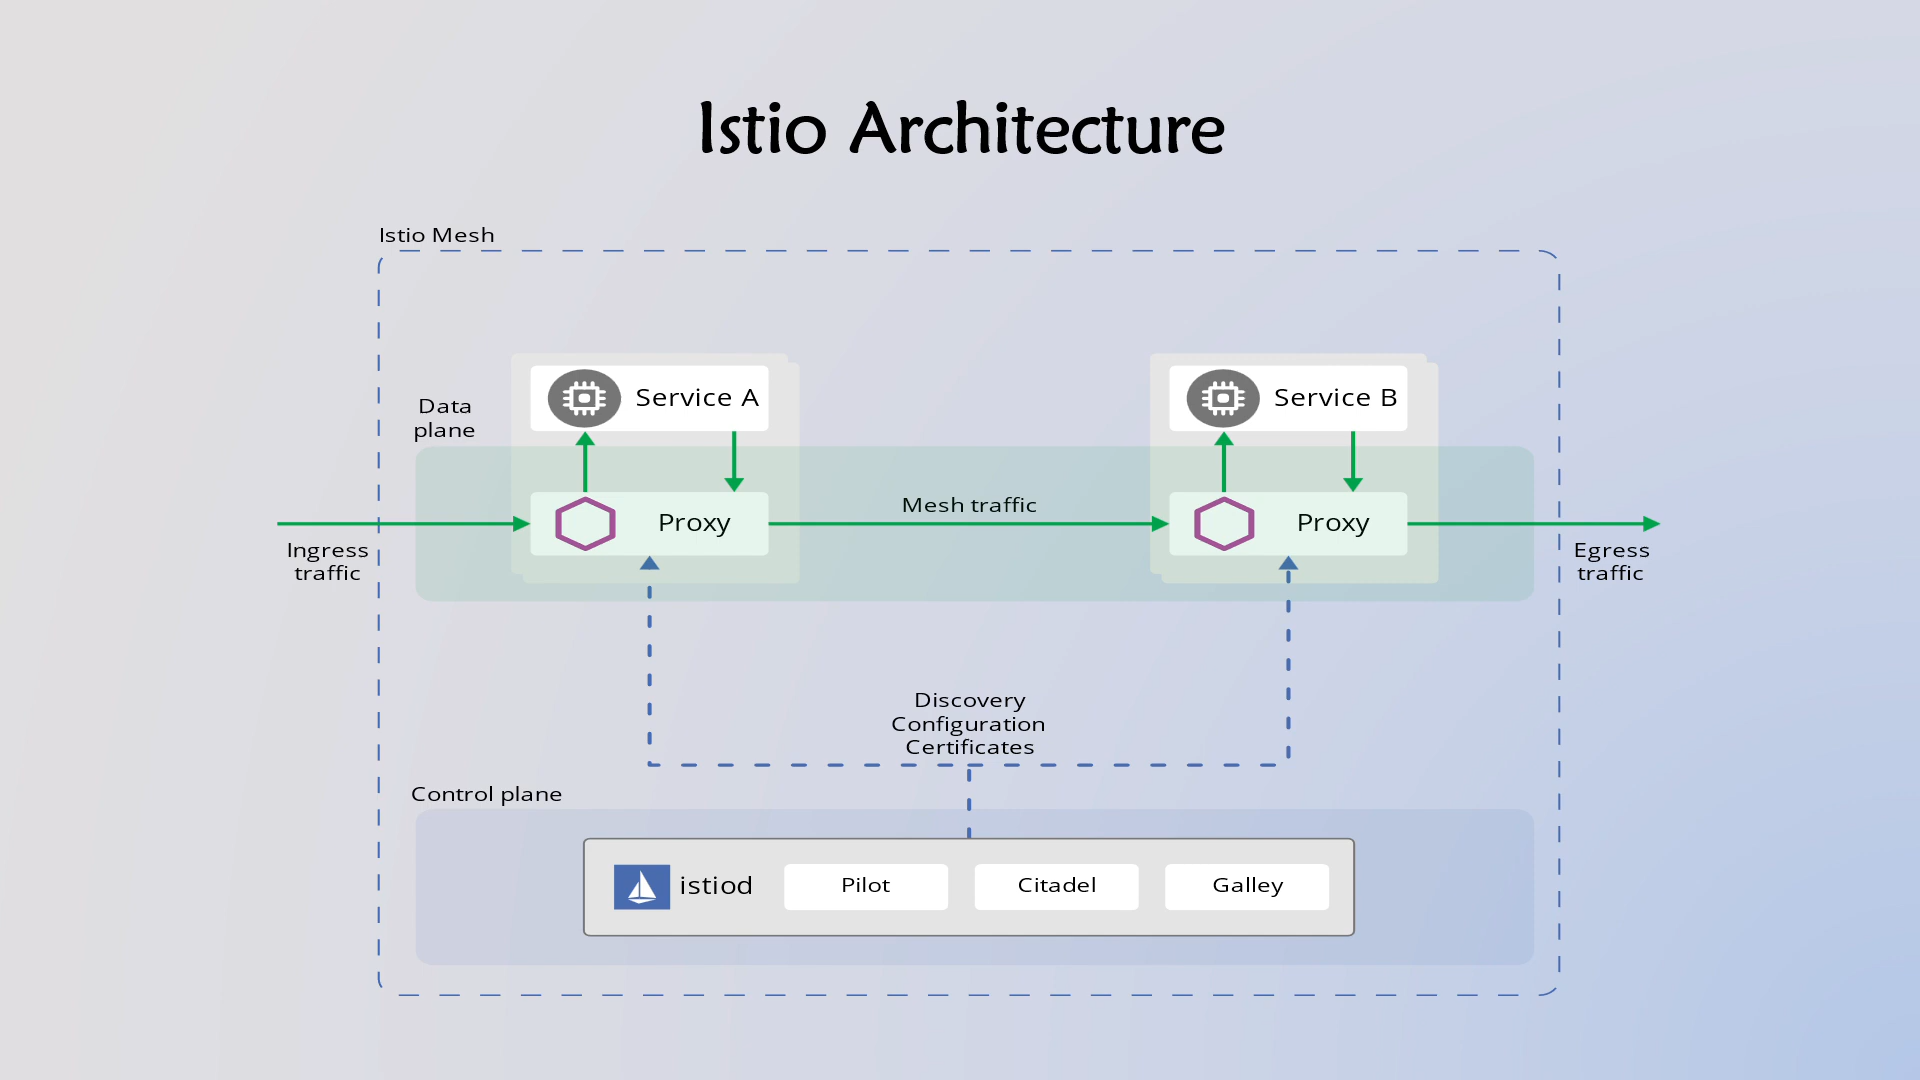 Istio Architecture
Istio Mesh
Data
plane
Service A
Service B
Proxy
Mesh traffic
Proxy
Ingress
traffic
Egress
traffic
Discovery
Configuration
Certificates
Control plane
istiod
Pilot
Citadel
Galley